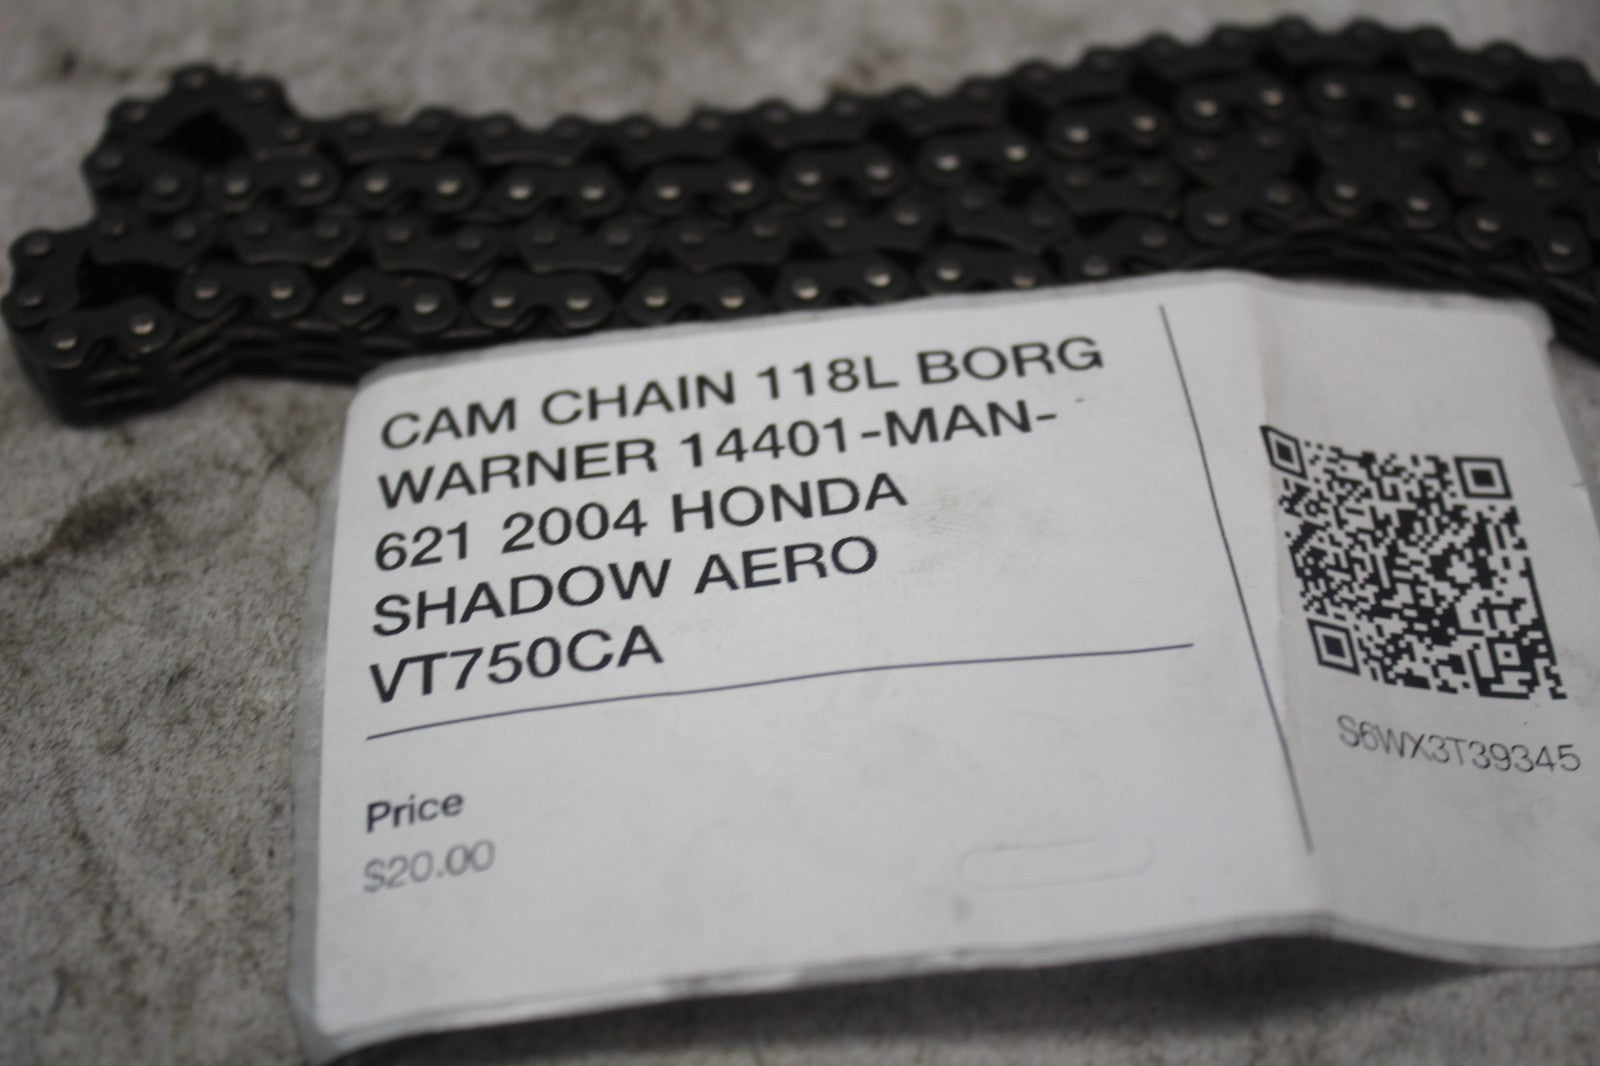 CAM CHAIN 118L BORG
WARNER 14401-MAN-
621 2004 HONDA
SHADOW AERO
VT750CA
Price
$20.00
S6WX3T39345